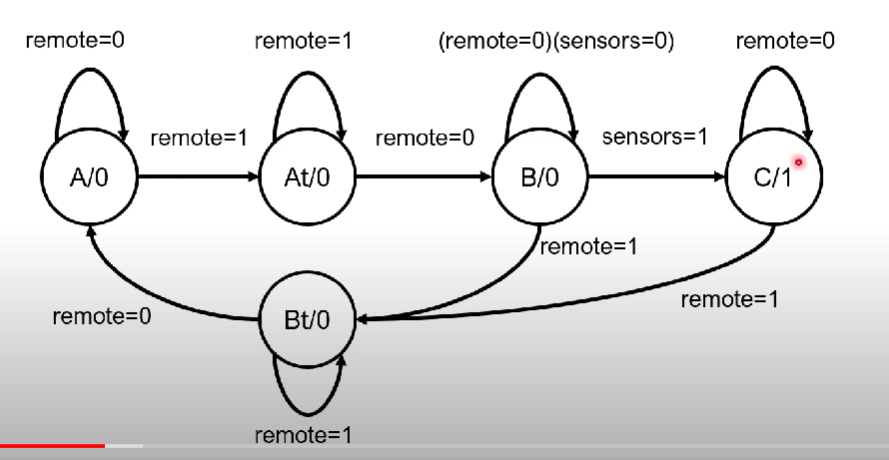 remote=0
remote=1
(remote=0)(sensors=0)
remote=0
remote=1
remote=0
sensors=1
A/0
At/0
B/0
C/1
remote=1
remote=0
Bt/0
remote=1
remote=1